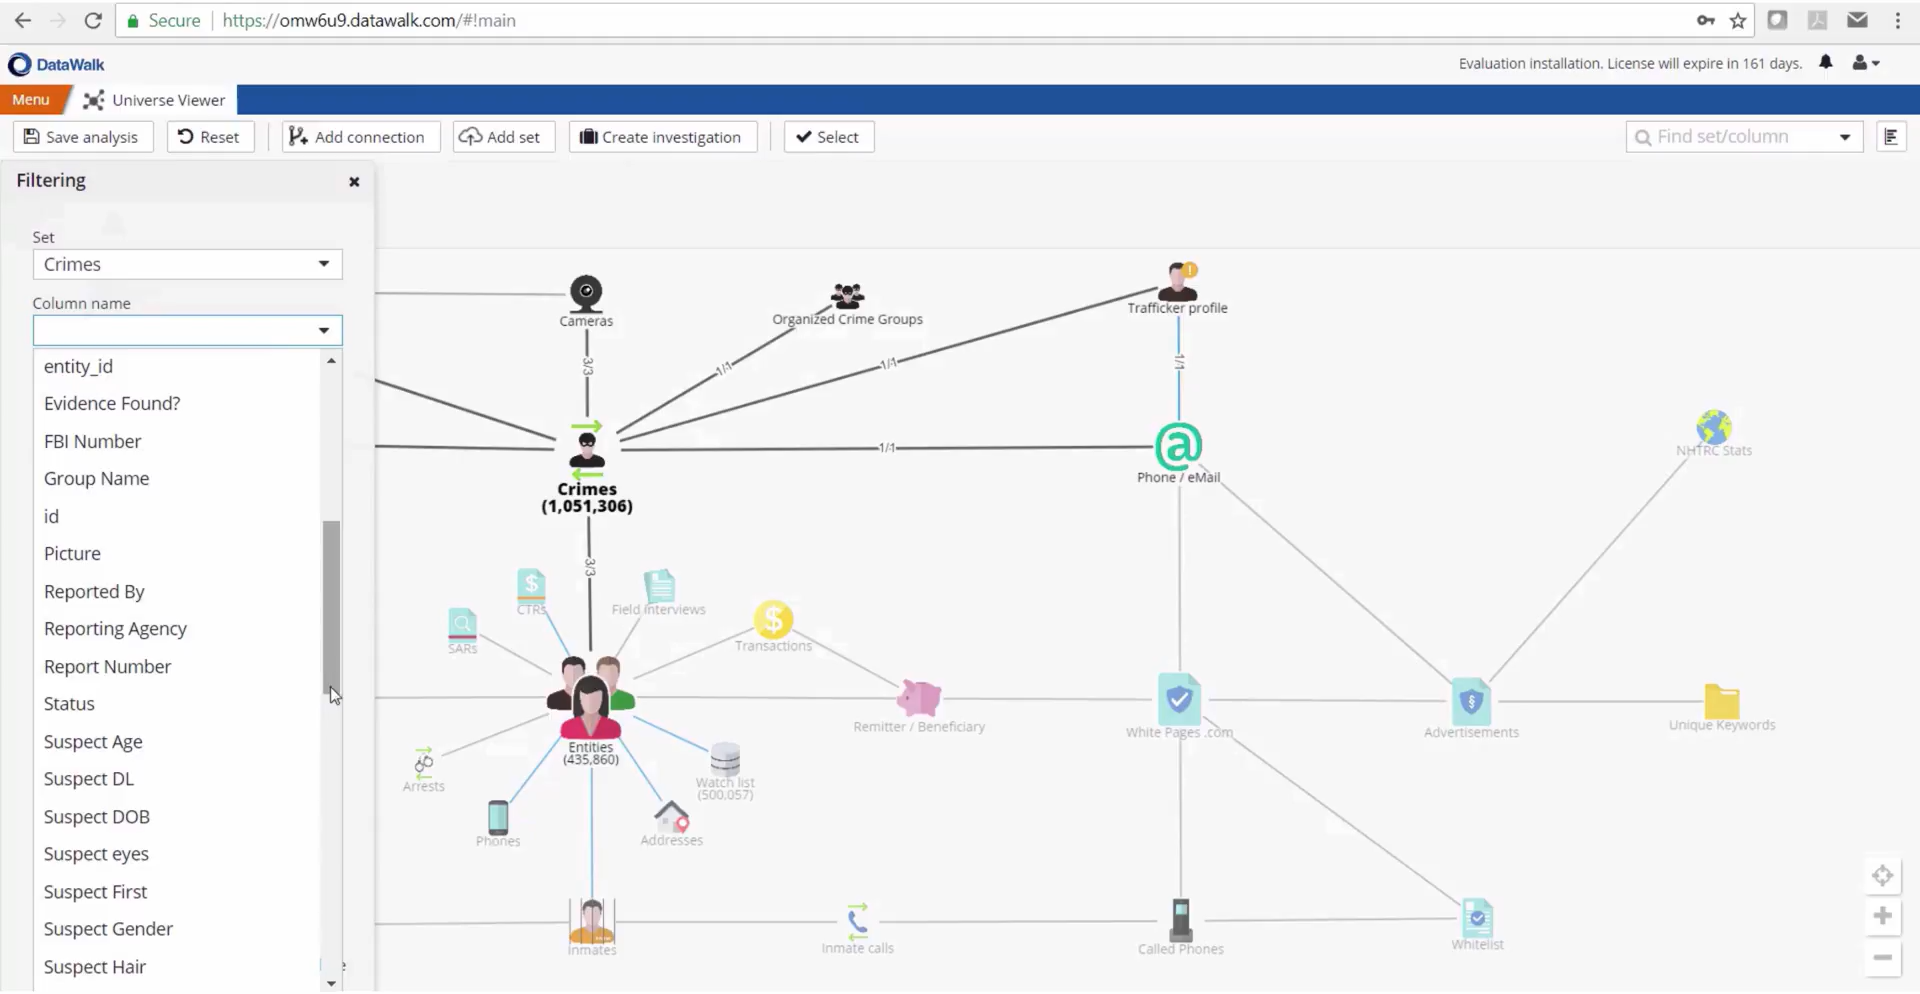 Secure https://omw6u9.datawalk.com/#!main
DataWalk
Evaluation installation. License will expire in 161 days.
Menu
Universe Viewer
Save analysis
Reset
Add connection
Add set
Create investigation
Select
Find set/column
Filtering
Set
Crimes
Column name
entity_id
Evidence Found?
FBI Number
Group Name
id
Picture
Reported By
Reporting Agency
Report Number
Status
Suspect Age
Suspect DL
Suspect DOB
Suspect eyes
Suspect First
Suspect Gender
Suspect Hair
Cameras
Organized Crime Groups
Trafficker profile
3/3
1/1
1/1
1/1
1/1
Crimes
(1,051,306)
Phone / eMail
NHTRC Stats
3/3
CTRs
Field Interviews
SARs
Transactions
Entities
(435,860)
Remitter / Beneficiary
White Pages .com
Advertisements
Unique Keywords
Arrests
Watch list
(500,057)
Phones
Addresses
Inmates
Inmate calls
Called Phones
Whitelist